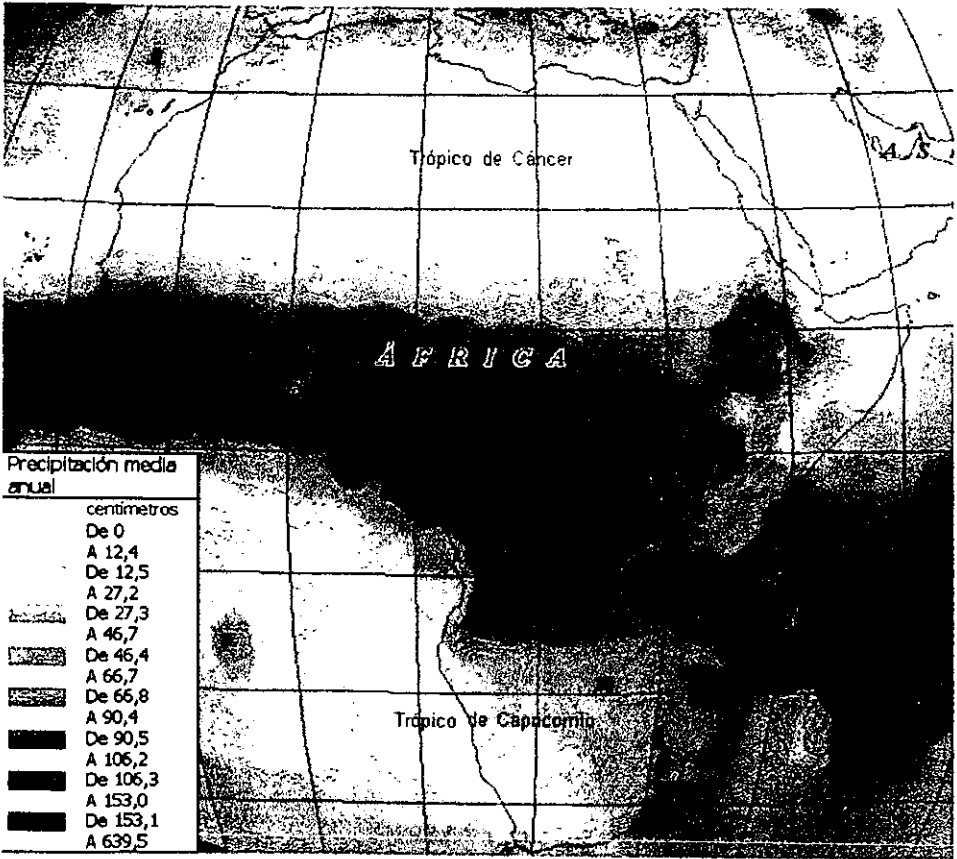 Trópico de Cáncer
A S
ÁFRICA
Precipitación media
anual
centímetros
De 0
A 12,4
De 12,5
A 27,2
De 27,3
A 46,7
De 46,4
A 66,7
De 66,8
A 90,4
De 90,5
A 106,2
De 106,3
A 153,0
De 153,1
A 639,5
Trópico de Capocornio